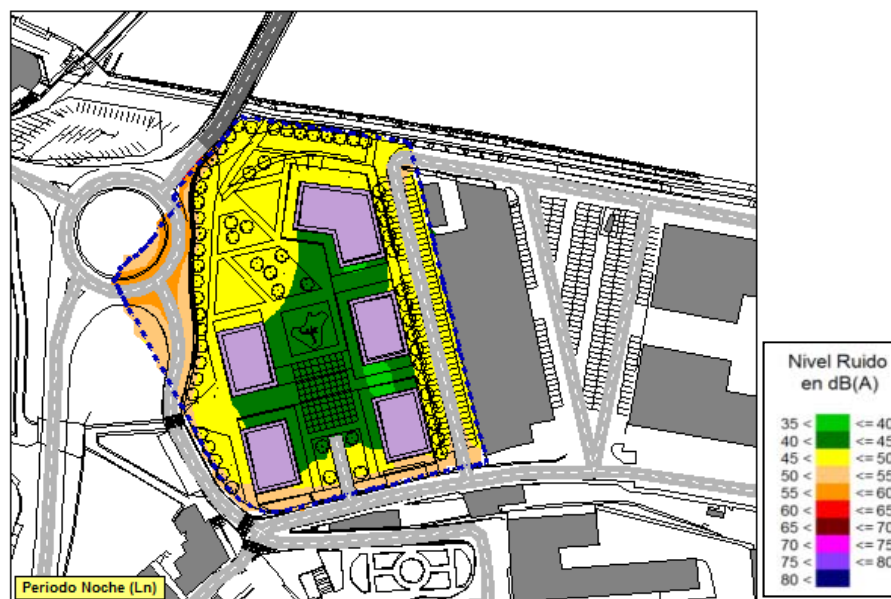 Periodo Noche (Ln)
Nivel Ruido
en dB(A)
35 < <= 40
40 < <= 45
45 < <= 50
50 < <= 55
55 < <= 60
60 < <= 65
65 < <= 70
70 < <= 75
75 < <= 80
80 <